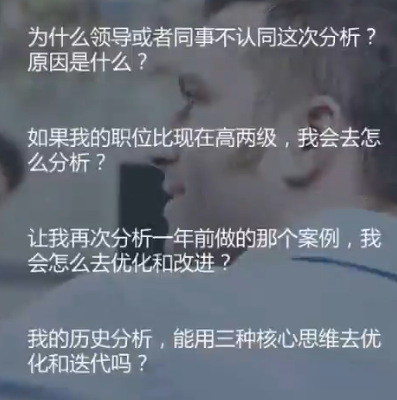 为什么领导或者同事不认同这次分析？
原因是什么？
如果我的职位比现在高两级，我会去怎
么分析？
让我再次分析一年前做的那个案例，我
会怎么去优化和改进？
我的历史分析，能用三种核心思维去优
化和迭代吗？